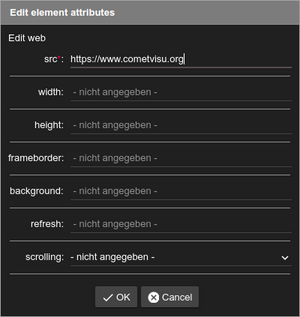 Edit element attributes
Edit web
src*: https://www.cometvisu.org
width: - nicht angegeben -
height: - nicht angegeben -
frameborder: - nicht angegeben -
background: - nicht angegeben -
refresh: - nicht angegeben -
scrolling: - nicht angegeben -
OK Cancel